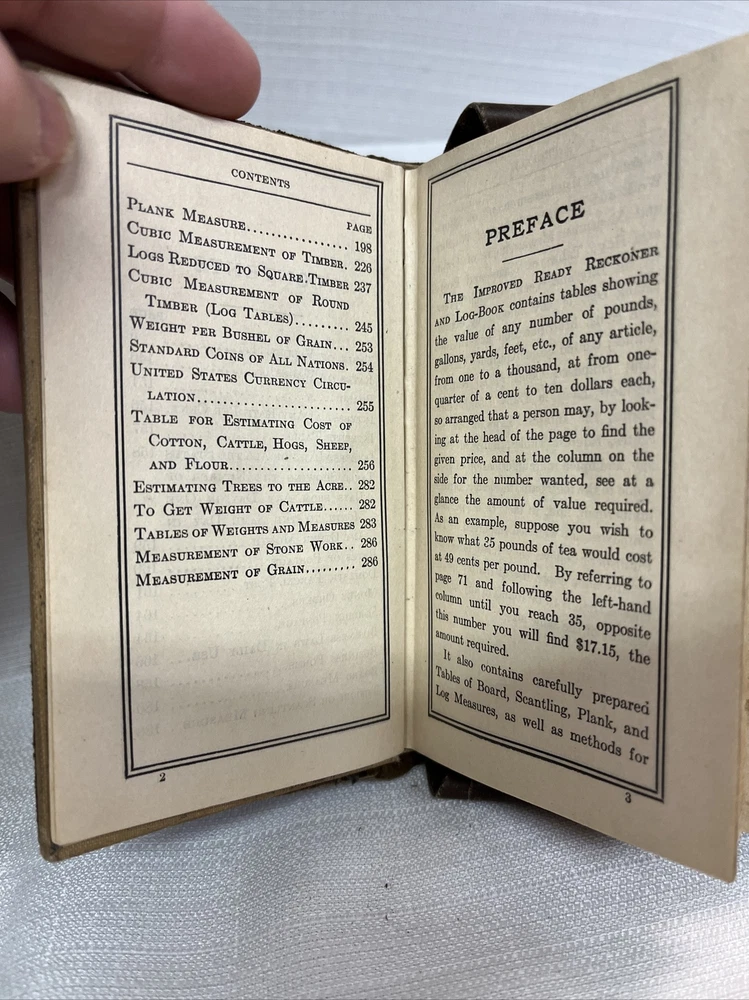 CONTENTS
PAGE
PLANK MEASURE................ 198
CUBIC MEASUREMENT OF TIMBER. 226
LOGS REDUCED TO SQUARE TIMBER 237
CUBIC MEASUREMENT OF ROUND
TIMBER (LOG TABLES)......... 245
WEIGHT PER BUSHEL OF GRAIN... 253
STANDARD COINS OF ALL NATIONS. 254
UNITED STATES CURRENCY CIRCU-
LATION....................... 255
TABLE FOR ESTIMATING COST OF
COTTON, CATTLE, HOGS, SHEEP,
AND FLOUR.................. 256
ESTIMATING TREES TO THE ACRE.. 282
TO GET WEIGHT OF CATTLE...... 282
TABLES OF WEIGHTS AND MEASURES 283
MEASUREMENT OF STONE WORK.. 286
MEASUREMENT OF GRAIN......... 286
2
PREFACE
THE IMPROVED READY RECKONER
AND LOG-BOOK contains tables showing
the value of any number of pounds,
gallons, yards, feet, etc., of any article,
from one to a thousand, at from one-
quarter of a cent to ten dollars each,
so arranged that a person may, by look-
ing at the head of the page to find the
given price, and at the column on the
side for the number wanted, see at a
glance the amount of value required.
As an example, suppose you wish to
know what 35 pounds of tea would cost
at 49 cents per pound. By referring to
page 71 and following the left-hand
column until you reach 35, opposite
this number you will find $17.15, the
amount required.
It also contains carefully prepared
Tables of Board, Scantling, Plank, and
Log Measures, as well as methods for
3